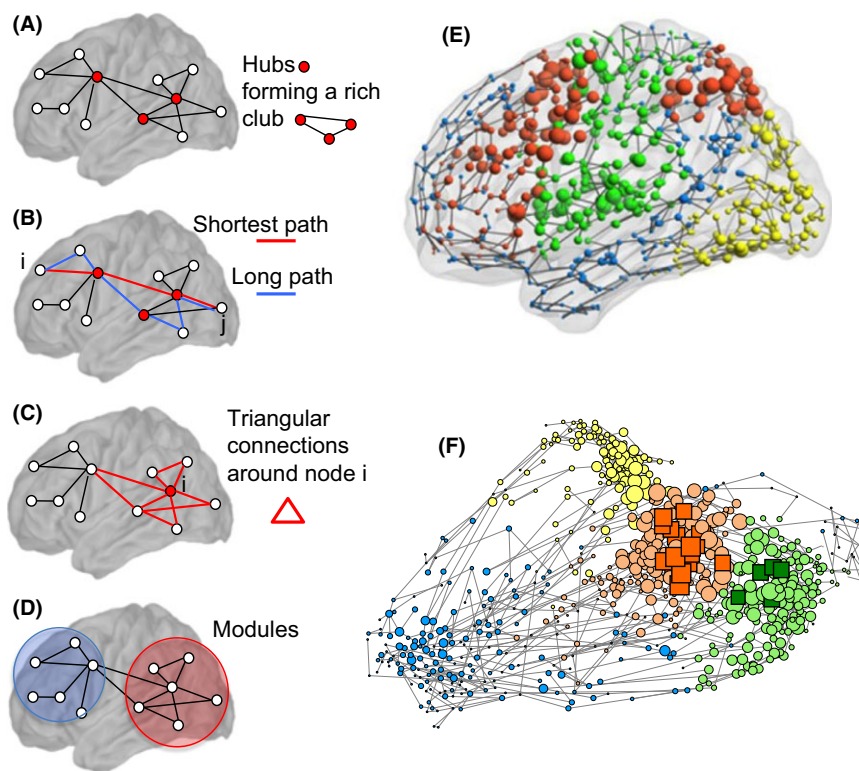 (A)
Hubs
forming a rich
club
(B)
Shortest path
i
Long path
j
(C)
Triangular
connections
around node i
i
(D)
Modules
(E)
(F)